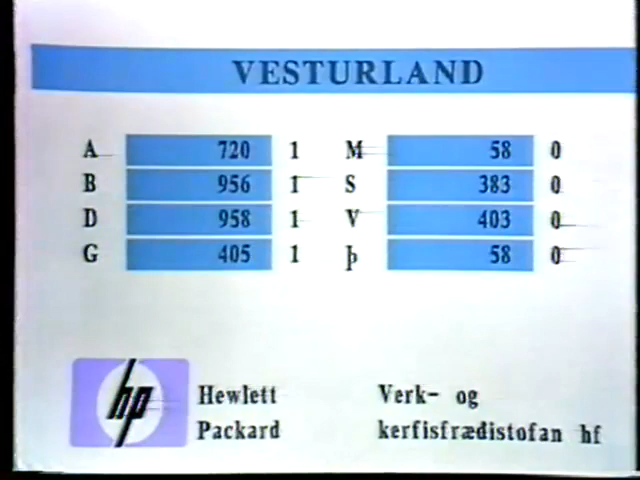 VESTURLAND
A 720 1 M 58 0
B 956 1 S 383 0
D 958 1 V 403 0
G 405 1 Þ 58 0
hp Hewlett Packard
Verk- og
kerfisfrædistofan hf